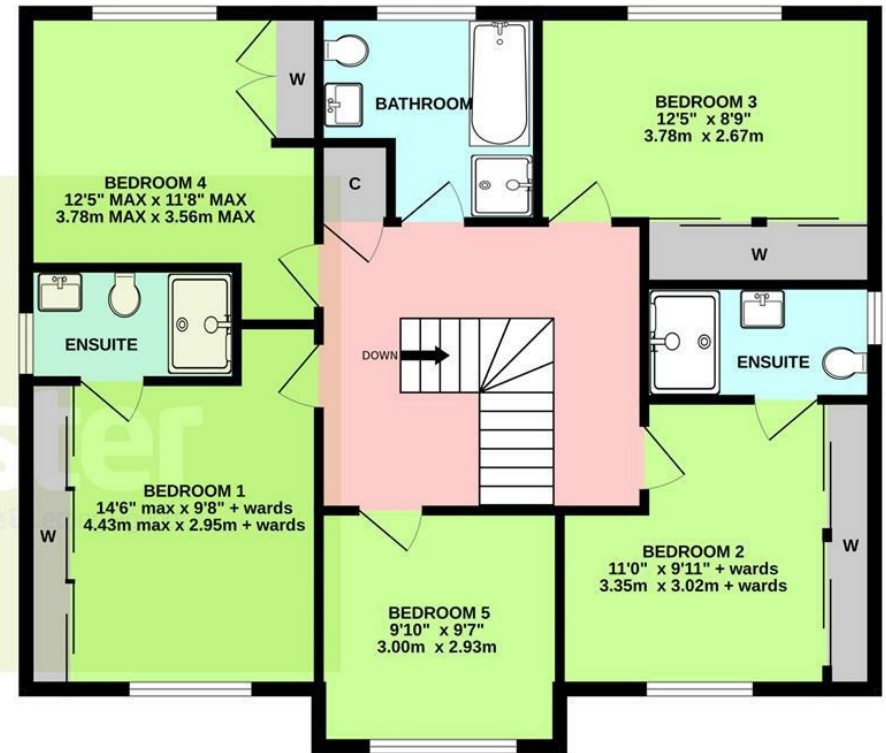 W
BATHROOM
BEDROOM 3
12'5" x 8'9"
3.78m x 2.67m
BEDROOM 4
12'5" MAX x 11'8" MAX
3.78m MAX x 3.56m MAX
C
W
ENSUITE
DOWN
ENSUITE
BEDROOM 1
14'6" max x 9'8" + wards
4.43m max x 2.95m + wards
W
BEDROOM 2
11'0" x 9'11" + wards
3.35m x 3.02m + wards
W
BEDROOM 5
9'10" x 9'7"
3.00m x 2.93m